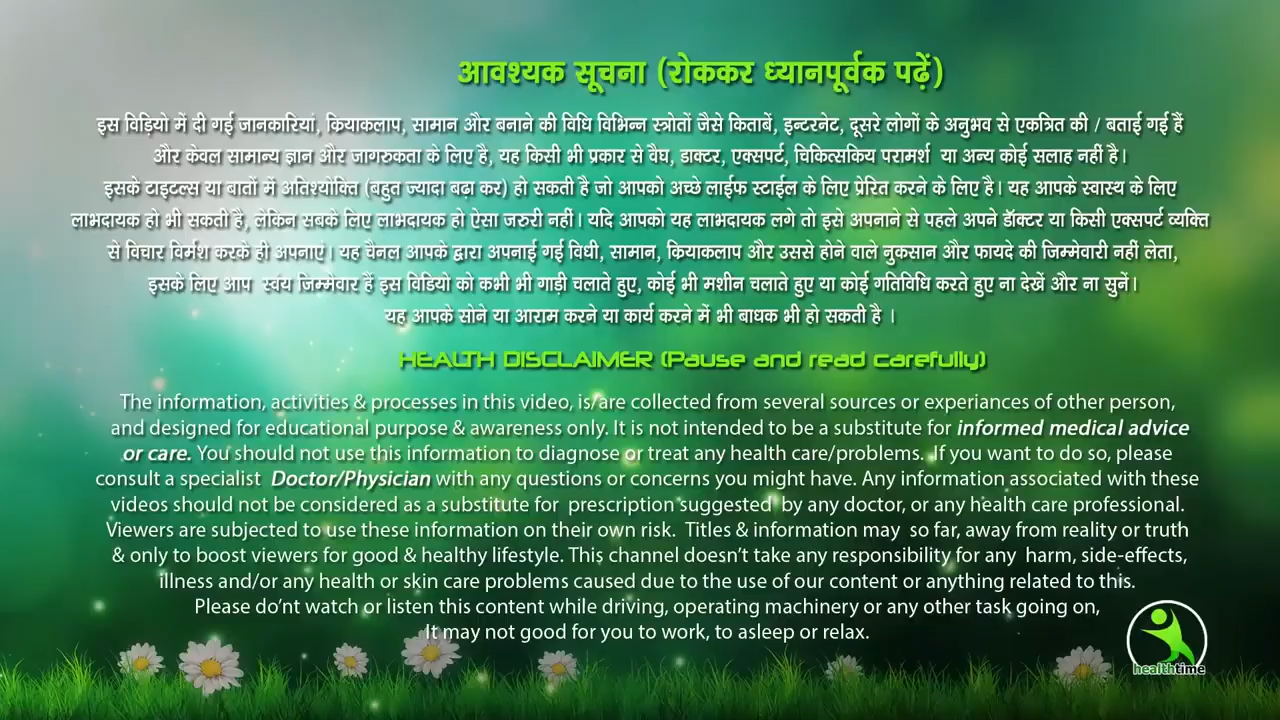 आवश्यक सूचना (रोककर ध्यानपूर्वक पढ़ें)
इस विड़ियो में दी गई जानकारियां, क्रियाकलाप, सामान और बनाने की विधि विभिन्न स्त्रोतों जैसे किताबें, इन्टरनेट, दूसरे लोगों के अनुभव से एकत्रित की / बताई गई हैं
और केवल सामान्य ज्ञान और जागरुकता के लिए है, यह किसी भी प्रकार से वैघ, डाक्टर, एक्सपर्ट, चिकित्सकिय परामर्श या अन्य कोई सलाह नहीं है।
इसके टाइटल्स या बातों में अतिश्योक्ति (बहुत ज्यादा बढ़ा कर) हो सकती है जो आपको अच्छे लाईफ स्टाईल के लिए प्रेरित करने के लिए है। यह आपके स्वास्थ के लिए
लाभदायक हो भी सकती है, लेकिन सबके लिए लाभदायक हो ऐसा जरुरी नहीं। यदि आपको यह लाभदायक लगे तो इसे अपनाने से पहले अपने डॉक्टर या किसी एक्सपर्ट व्यक्ति
से विचार विर्मश करके ही अपनाएं। यह चैनल आपके द्वारा अपनाई गई विधी, सामान, क्रियाकलाप और उससे होने वाले नुकसान और फायदे की जिम्मेवारी नहीं लेता,
इसके लिए आप स्वंय जिम्मेवार हैं इस विडियो को कभी भी गाड़ी चलाते हुए, कोई भी मशीन चलाते हुए या कोई गतिविधि करते हुए ना देखें और ना सुनें।
यह आपके सोने या आराम करने या कार्य करने में भी बाधक भी हो सकती है ।
HEALTH DISCLAIMER (Pause and read carefully)
The information, activities & processes in this video, is/are collected from several sources or experiances of other person,
and designed for educational purpose & awareness only. It is not intended to be a substitute for informed medical advice
or care. You should not use this information to diagnose or treat any health care/problems. If you want to do so, please
consult a specialist Doctor/Physician with any questions or concerns you might have. Any information associated with these
videos should not be considered as a substitute for prescription suggested by any doctor, or any health care professional.
Viewers are subjected to use these information on their own risk. Titles & information may so far, away from reality or truth
& only to boost viewers for good & healthy lifestyle. This channel doesn't take any responsibility for any harm, side-effects,
illness and/or any health or skin care problems caused due to the use of our content or anything related to this.
Please do'nt watch or listen this content while driving, operating machinery or any other task going on,
It may not good for you to work, to asleep or relax.
healthtime